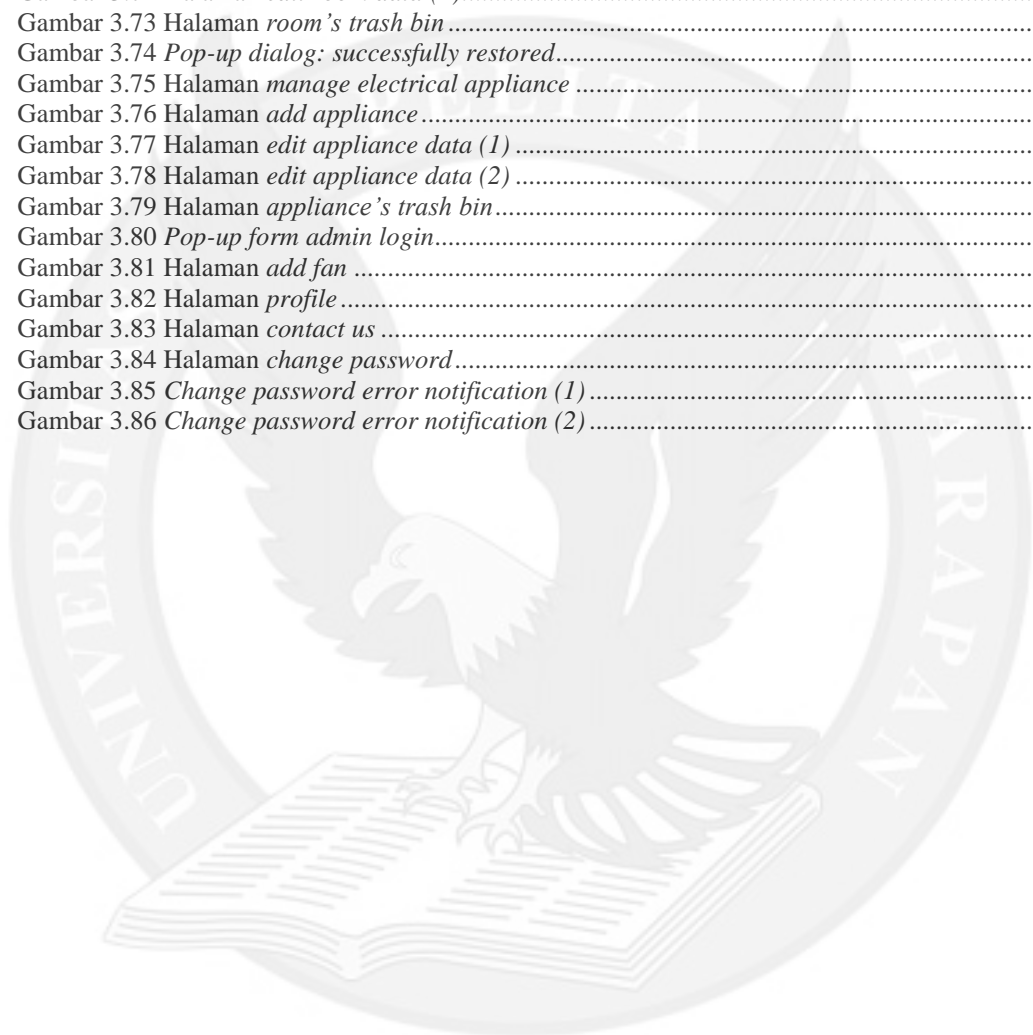 Gambar 3.73 Halaman room’s trash bin
Gambar 3.74 Pop-up dialog: successfully restored
Gambar 3.75 Halaman manage electrical appliance
Gambar 3.76 Halaman add appliance
Gambar 3.77 Halaman edit appliance data (1)
Gambar 3.78 Halaman edit appliance data (2)
Gambar 3.79 Halaman appliance’s trash bin
Gambar 3.80 Pop-up form admin login
Gambar 3.81 Halaman add fan
Gambar 3.82 Halaman profile
Gambar 3.83 Halaman contact us
Gambar 3.84 Halaman change password
Gambar 3.85 Change password error notification (1)
Gambar 3.86 Change password error notification (2)
UNIVERSI
PELITA
HARAPAN